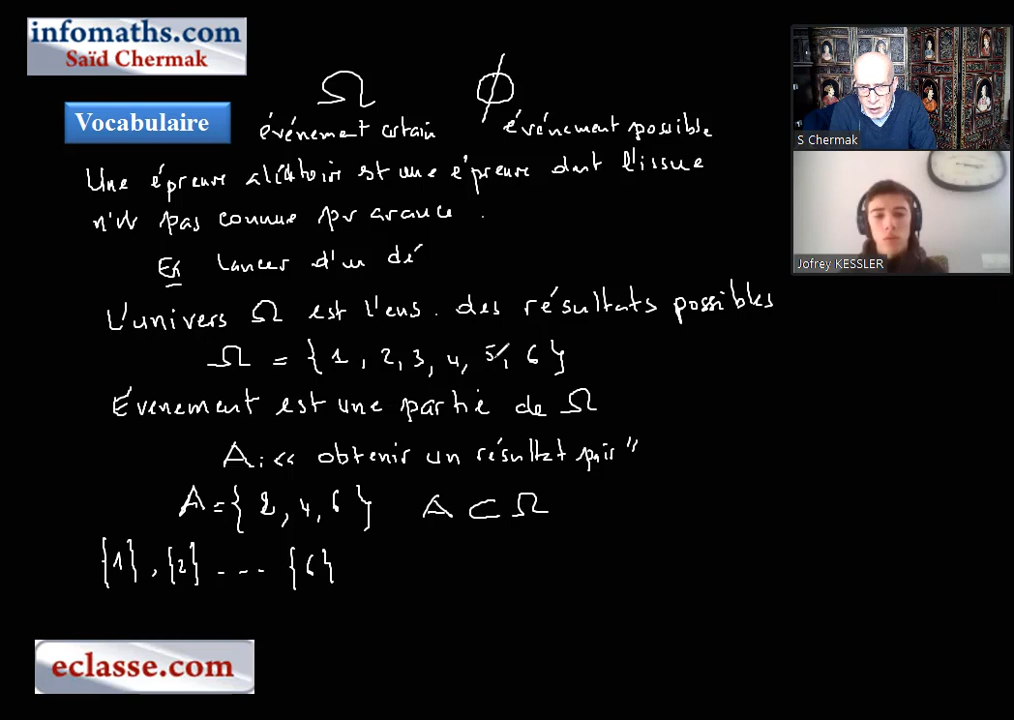 infomaths.com
Saïd Chermak
Ω φ
Vocabulaire
événement certain événement possible
Une épreuve aléatoire est une épreuve dont l'issue
n'est pas connue par avance.
Ex Lancer d'un dé
L'univers Ω est l'ens. des résultats possibles
Ω = {1, 2, 3, 4, 5, 6}
Évenement est une partie de Ω
A: « obtenir un résultat pair "
A = {2, 4, 6} A ⊂ Ω
{1}, {2} --- {6}
eclasse.com
S Chermak
Jofrey KESSLER